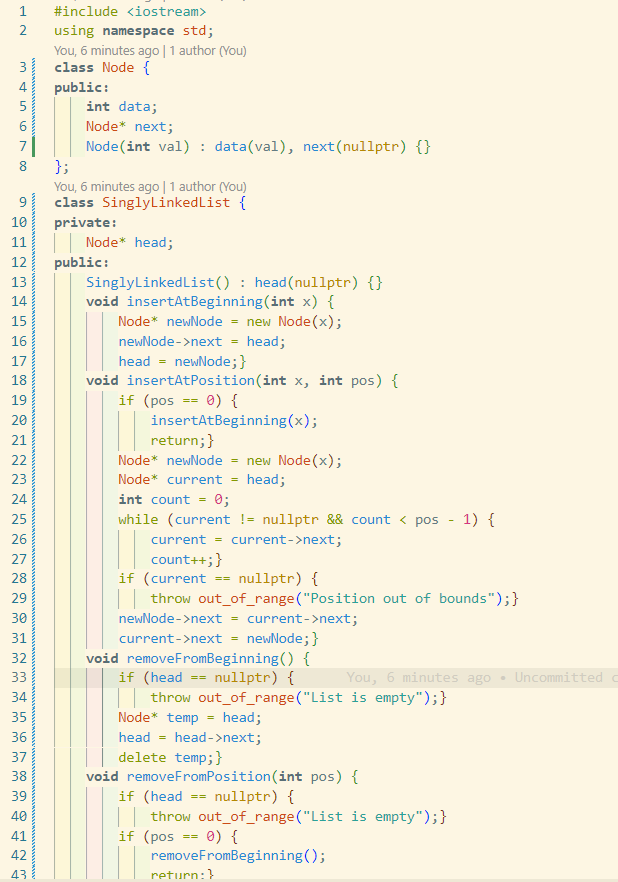 1 #include <iostream>
2 using namespace std;
You, 6 minutes ago | 1 author (You)
3 class Node {
4 public:
5 int data;
6 Node* next;
7 Node(int val) : data(val), next(nullptr) {}
8 };
You, 6 minutes ago | 1 author (You)
9 class SinglyLinkedList {
10 private:
11 Node* head;
12 public:
13 SinglyLinkedList() : head(nullptr) {}
14 void insertAtBeginning(int x) {
15 Node* newNode = new Node(x);
16 newNode->next = head;
17 head = newNode;}
18 void insertAtPosition(int x, int pos) {
19 if (pos == 0) {
20 insertAtBeginning(x);
21 return;}
22 Node* newNode = new Node(x);
23 Node* current = head;
24 int count = 0;
25 while (current != nullptr && count < pos - 1) {
26 current = current->next;
27 count++;}
28 if (current == nullptr) {
29 throw out_of_range("Position out of bounds");}
30 newNode->next = current->next;
31 current->next = newNode;}
32 void removeFromBeginning() {
33 if (head == nullptr) { You, 6 minutes ago • Uncommitted c
34 throw out_of_range("List is empty");}
35 Node* temp = head;
36 head = head->next;
37 delete temp;}
38 void removeFromPosition(int pos) {
39 if (head == nullptr) {
40 throw out_of_range("List is empty");}
41 if (pos == 0) {
42 removeFromBeginning();
43 return;}